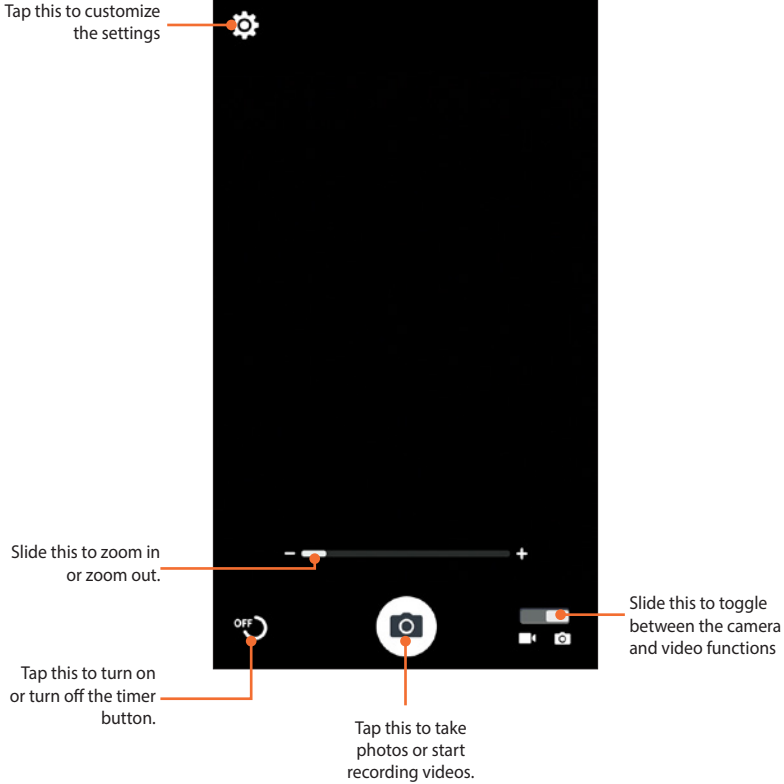 Tap this to customize
the settings
Slide this to zoom in
or zoom out.
OFF
Slide this to toggle
between the camera
and video functions
Tap this to turn on
or turn off the timer
button.
Tap this to take
photos or start
recording videos.